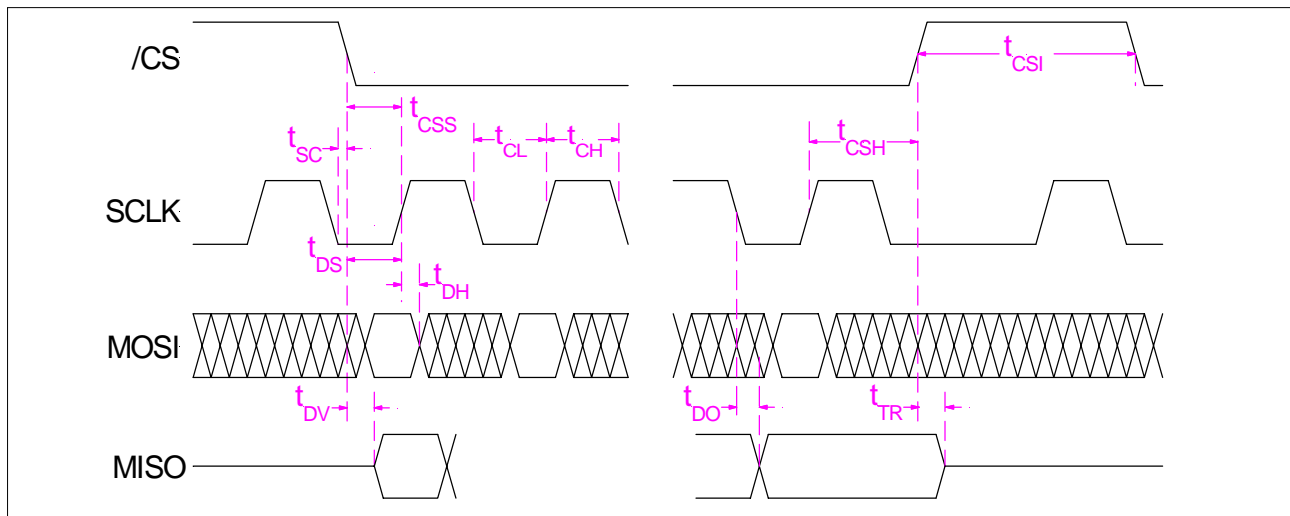 /CS
tCSI
tCSS
tSC
tCL
tCH
tCSH
SCLK
tDS
tDH
MOSI
tDV
tDO
tTR
MISO